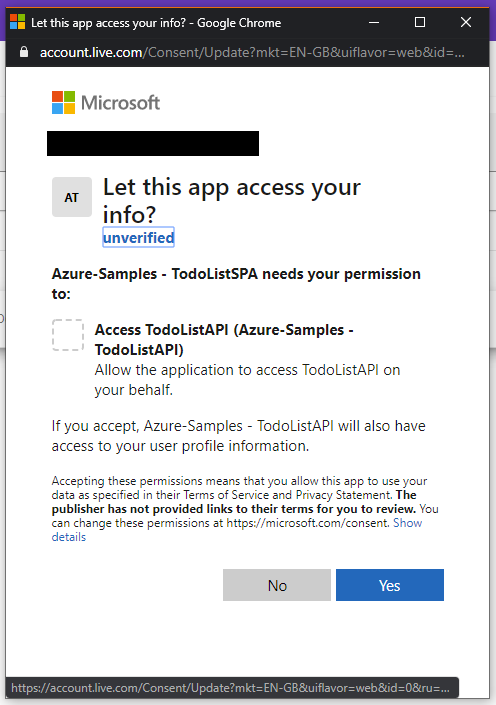 Let this app access your info? - Google Chrome
account.live.com/Consent/Update?mkt=EN-GB&uiflavor=web&id=...
Microsoft
AT
Let this app access your
info?
unverified
Azure-Samples - TodoListSPA needs your permission
to:
Access TodoListAPI (Azure-Samples -
TodoListAPI)
Allow the application to access TodoListAPI on
your behalf.
If you accept, Azure-Samples - TodoListAPI will also have
access to your user profile information.
Accepting these permissions means that you allow this app to use your
data as specified in their Terms of Service and Privacy Statement. The
publisher has not provided links to their terms for you to review. You
can change these permissions at https://microsoft.com/consent. Show
details
No
Yes
https://account.live.com/Consent/Update?mkt=EN-GB&uiflavor=web&id=0&ru=...